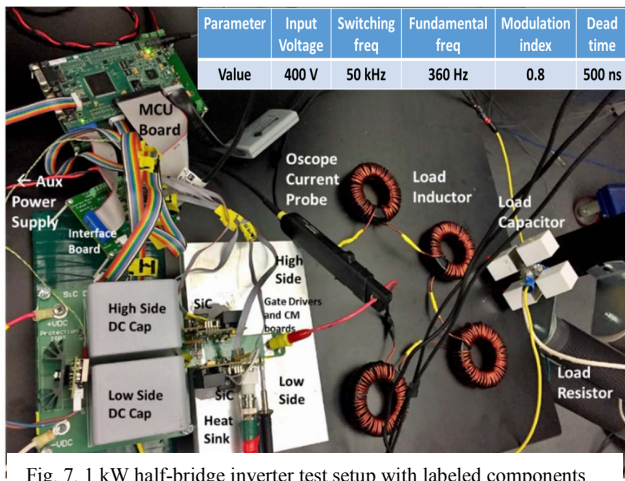 Parameter Input Voltage Switching freq Fundamental freq Modulation index Dead time
Value 400 V 50 kHz 360 Hz 0.8 500 ns
MCU
Board
Oscope
Current
Probe
Load
Inductor
Load
Capacitor
← Aux
Power
Supply
Interface
Board
High
Side
SiC
Gate Drivers
and CM
boards
High Side
DC Cap
+UDC
Low Side
DC Cap
SiC
Heat
Sink
Low
Side
-UDC
Load
Resistor
Fig. 7. 1 kW half-bridge inverter test setup with labeled components